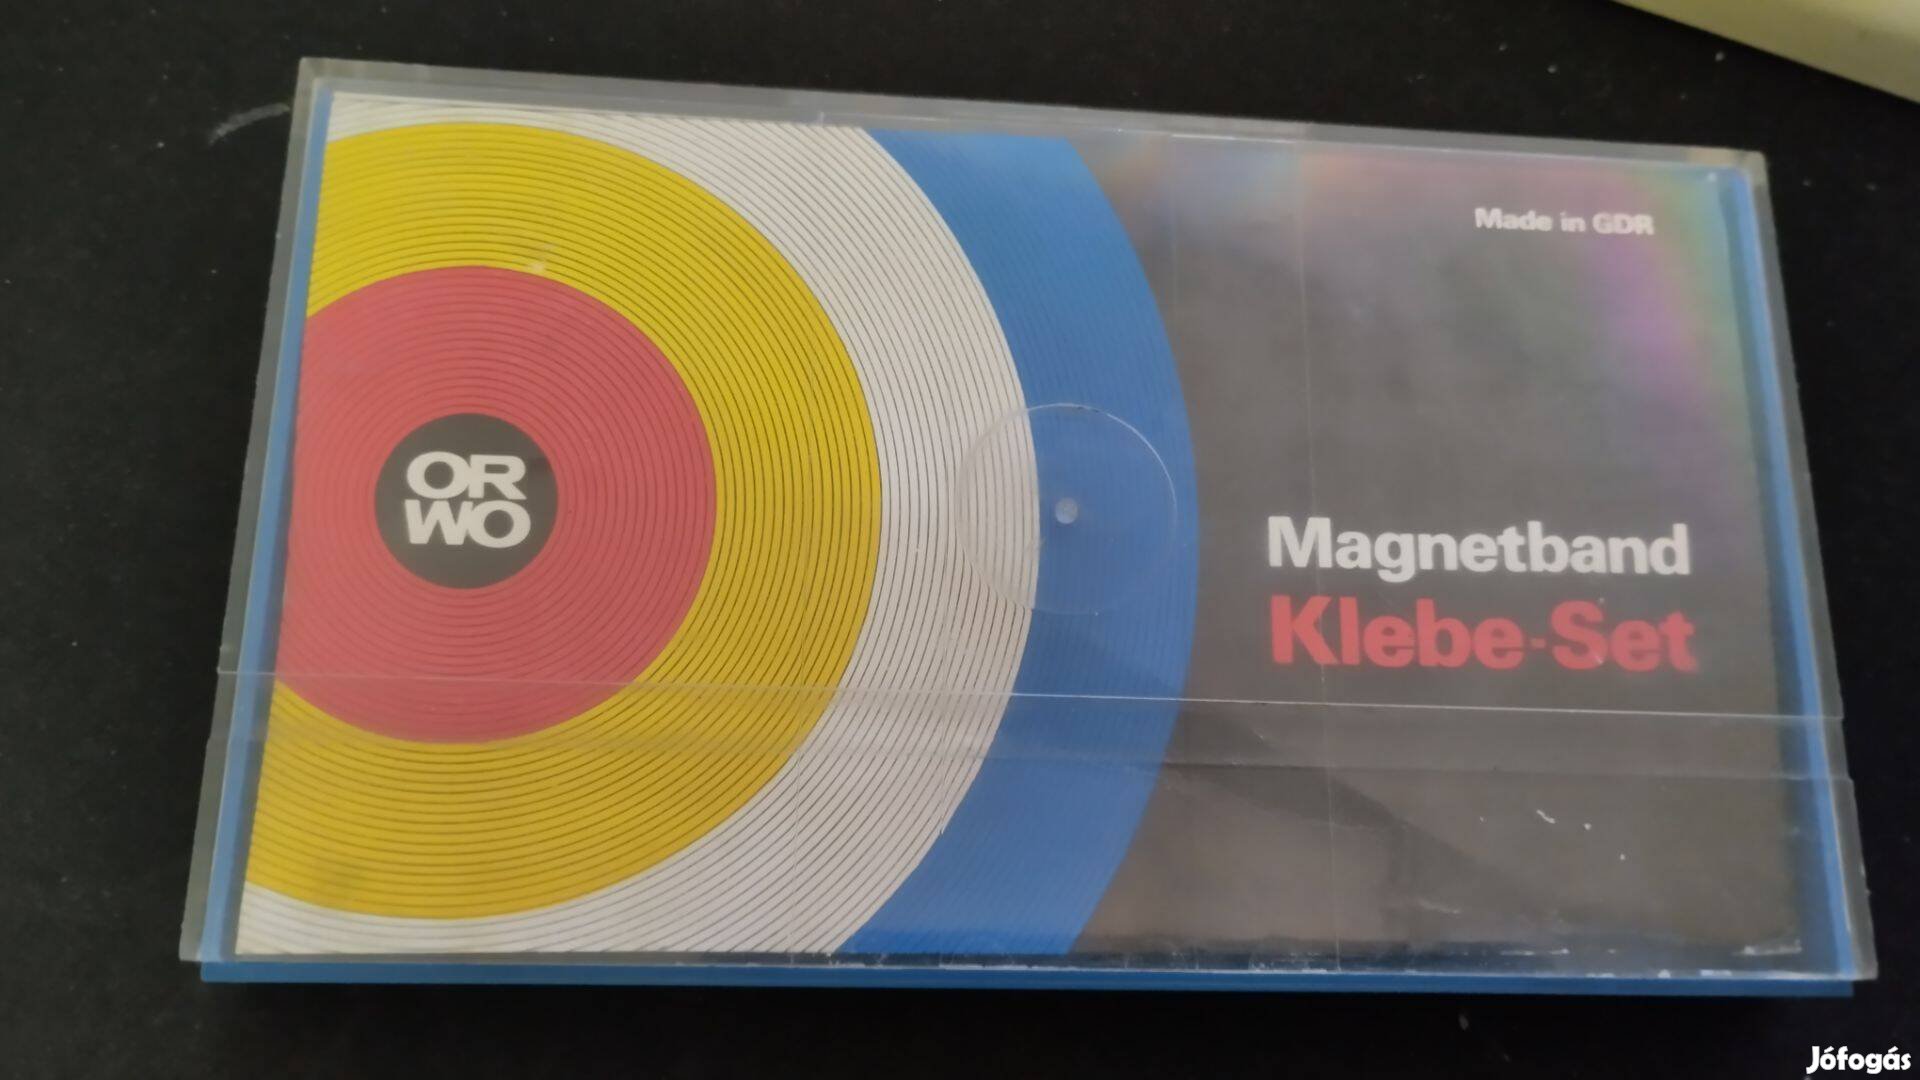 Made in GDR
OR
WO
Magnetband
Klebe-Set
Jófogás